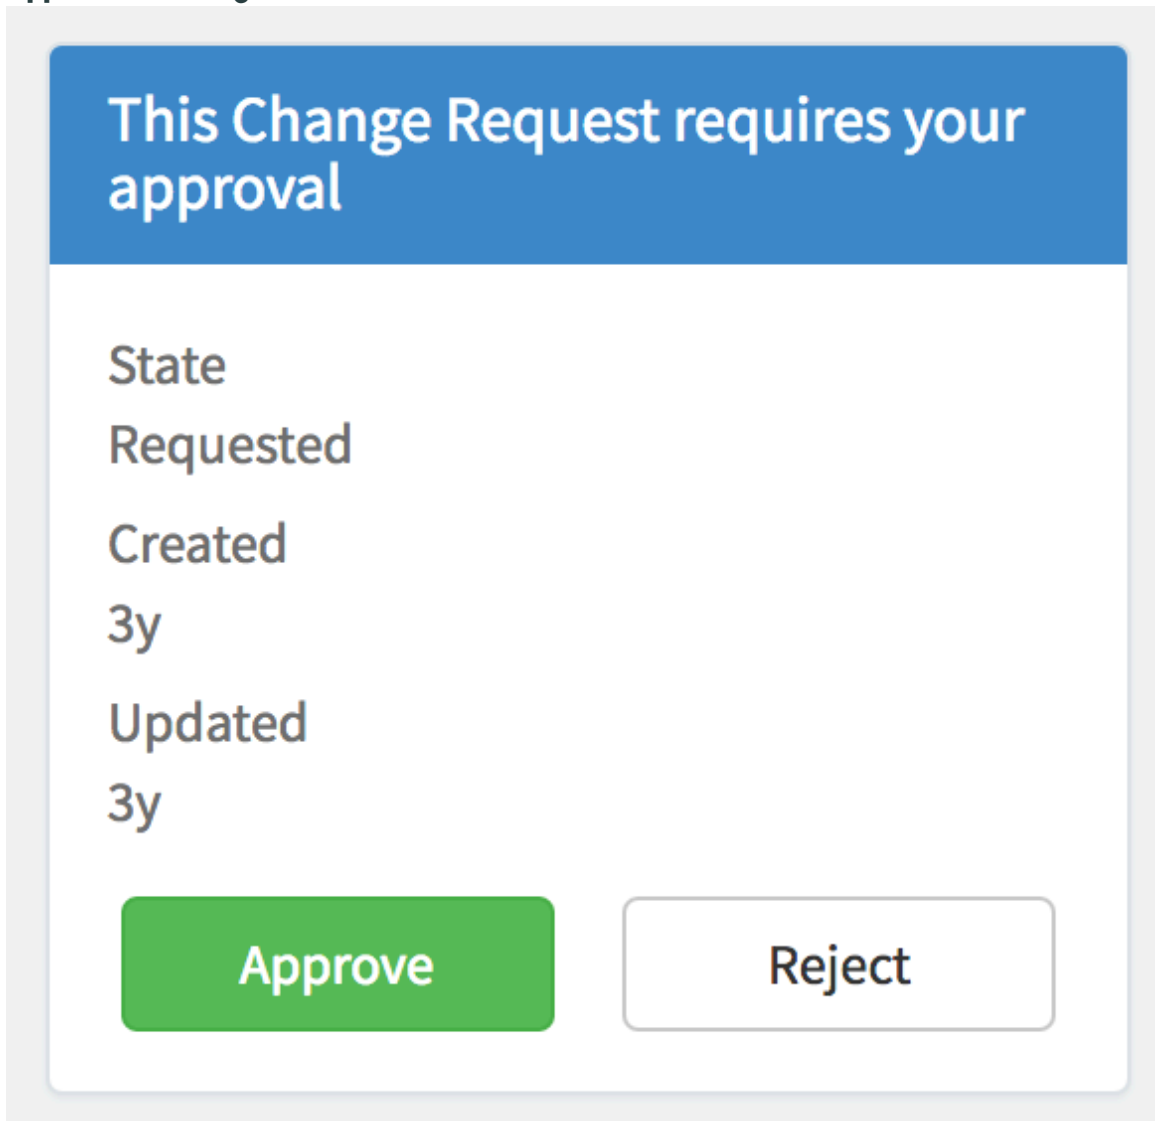 This Change Request requires your
approval
State
Requested
Created
3y
Updated
3y
Approve
Reject